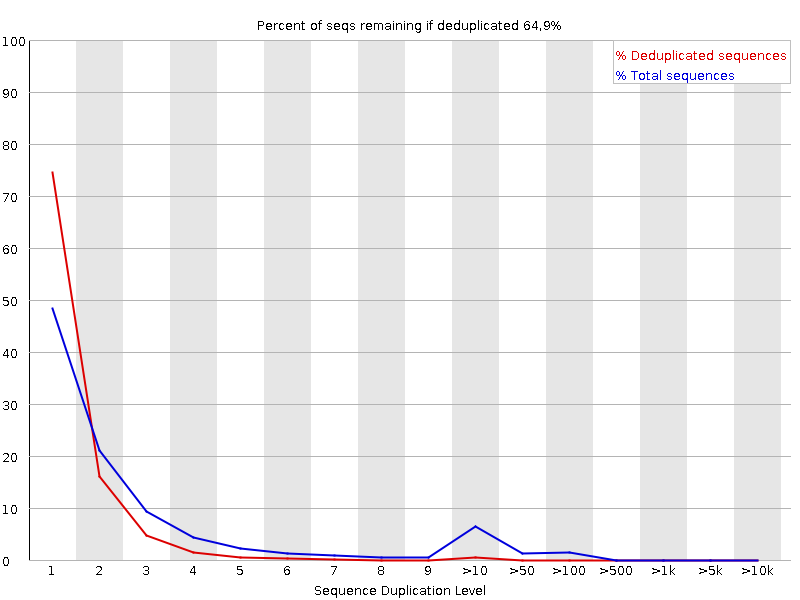 Percent of seqs remaining if deduplicated 64,9%
% Deduplicated sequences
% Total sequences
100
90
80
70
60
50
40
30
20
10
0
1 2 3 4 5 6 7 8 9 >10 >50 >100 >500 >1k >5k >10k
Sequence Duplication Level